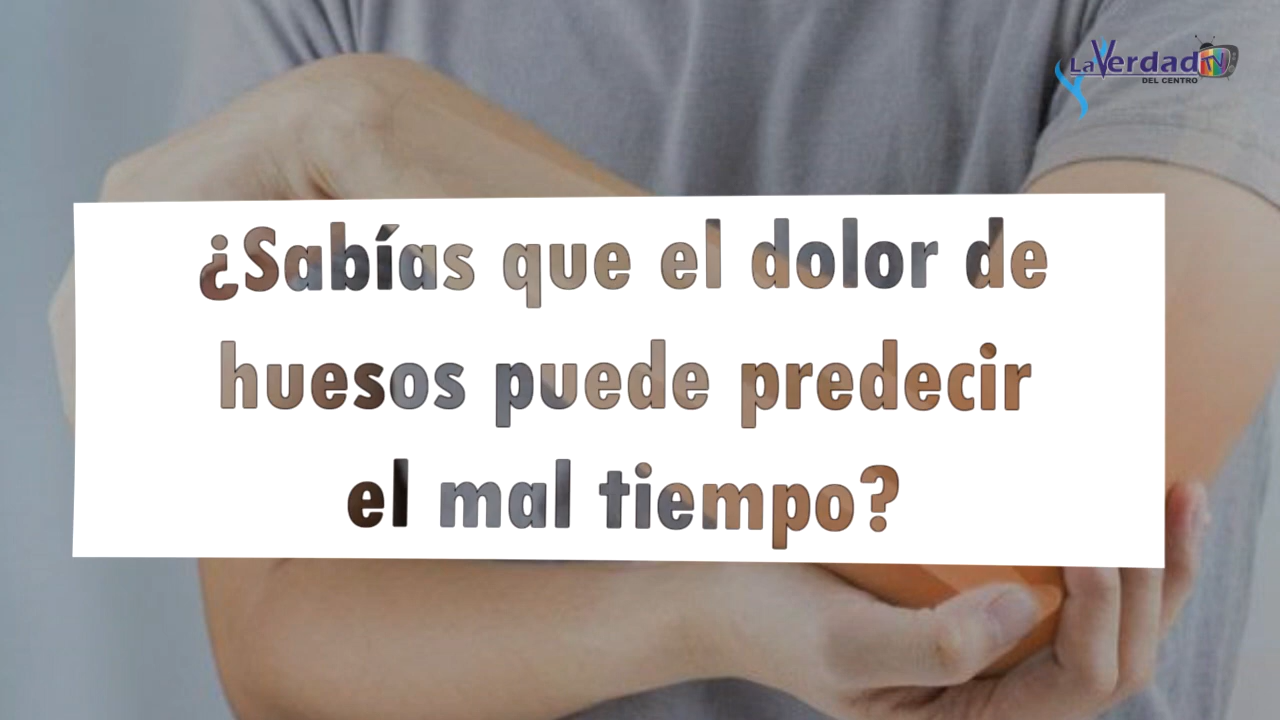 LaVerdad TV
DEL CENTRO
¿Sabías que el dolor de
huesos puede predecir
el mal tiempo?